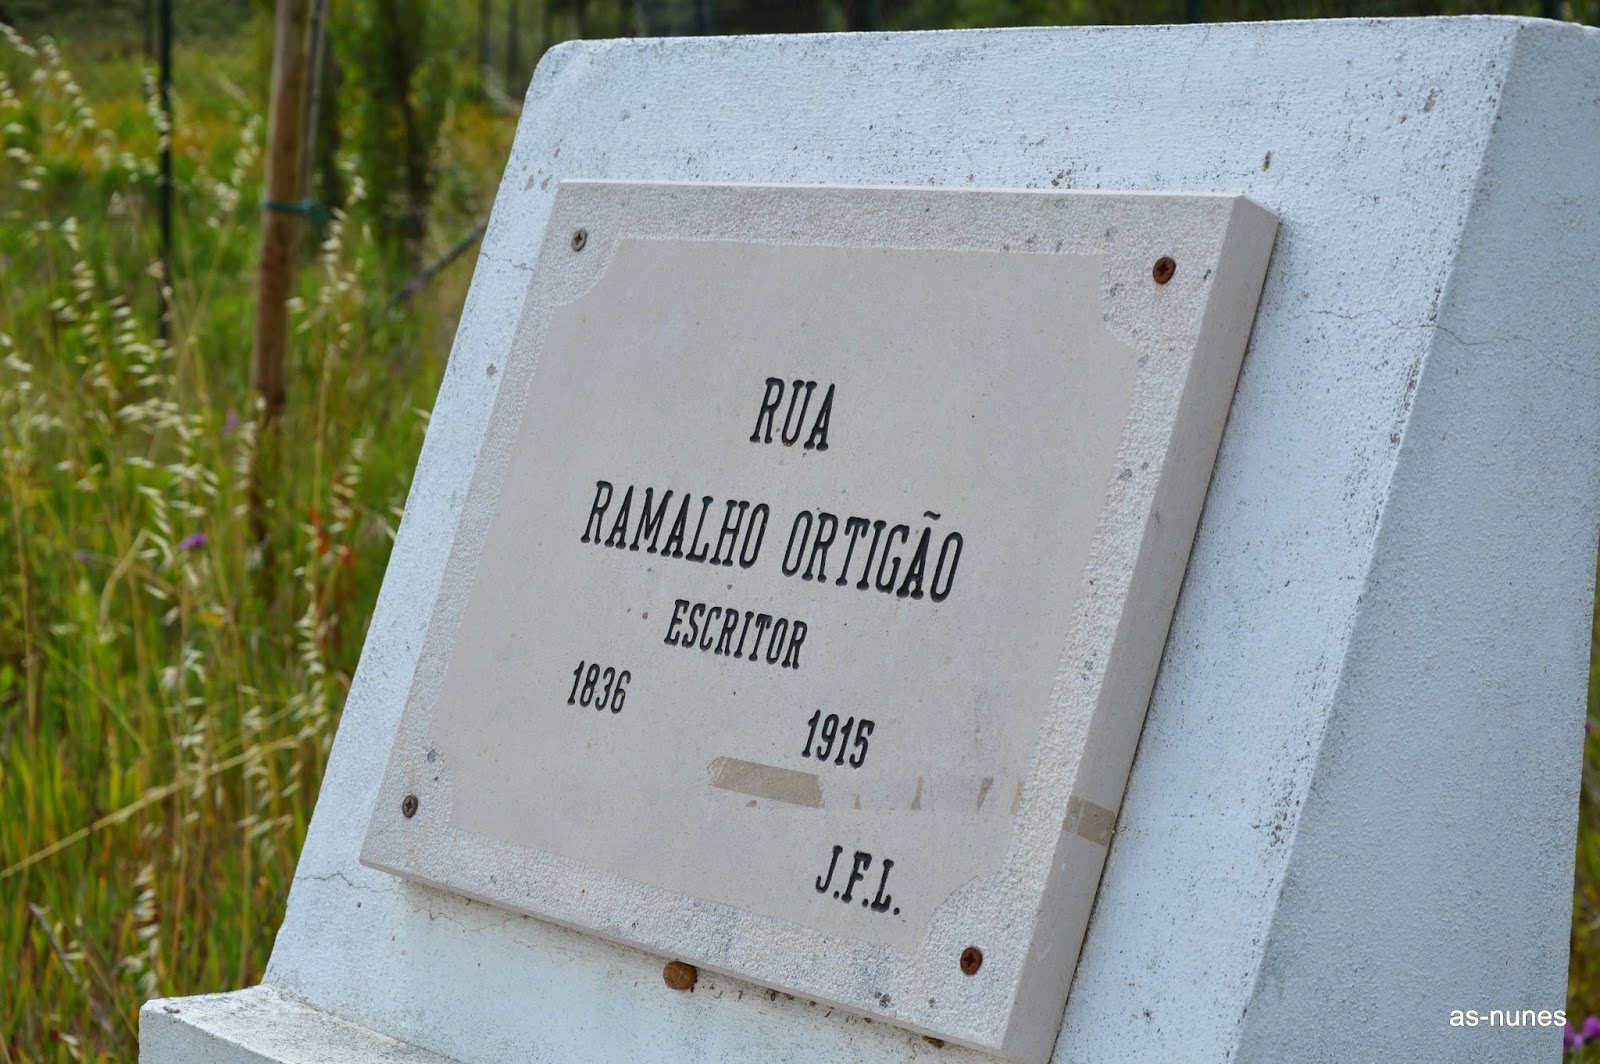 RUA
RAMALHO ORTIGÃO
ESCRITOR
1836 1915
J.F.L.
as-nunes